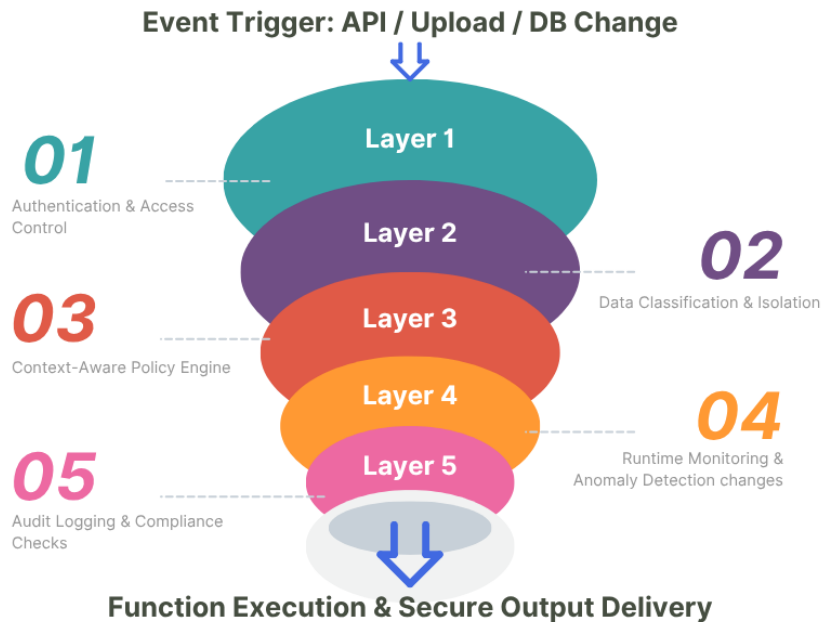 Event Trigger: API / Upload / DB Change
Layer 1
01
Authentication & Access
Control
Layer 2
02
Data Classification & Isolation
Layer 3
03
Context-Aware Policy Engine
Layer 4
04
Runtime Monitoring &
Anomaly Detection changes
Layer 5
05
Audit Logging & Compliance
Checks
Function Execution & Secure Output Delivery